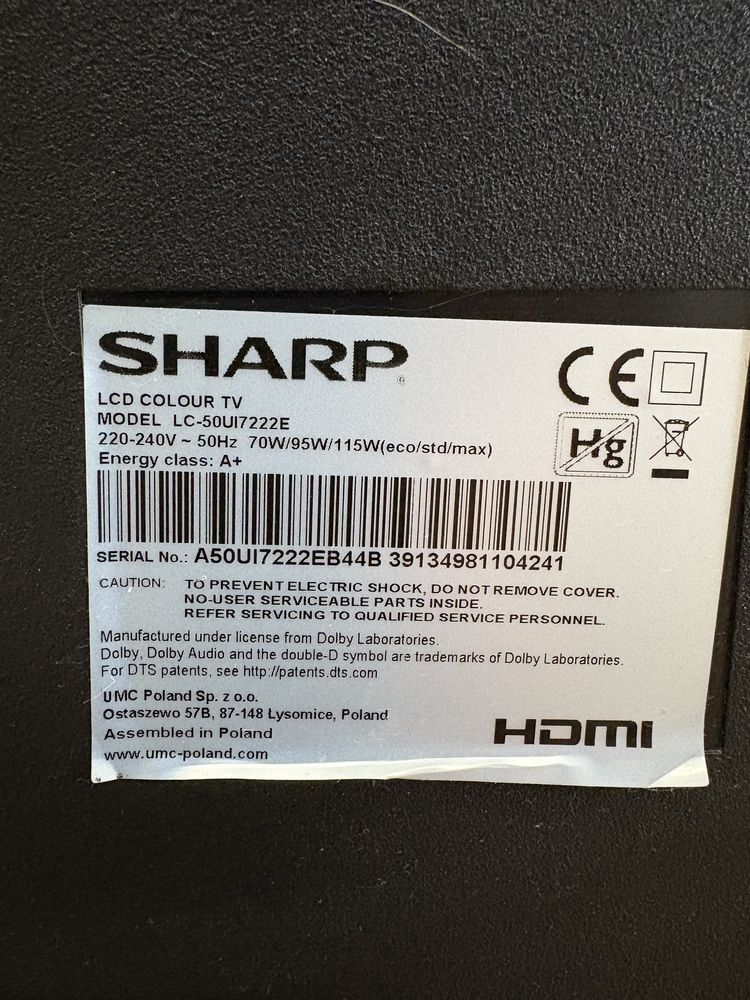 SHARP®
LCD COLOUR TV
MODEL LC-50UI7222E
220-240V ~ 50Hz 70W/95W/115W(eco/std/max)
Energy class: A+
CE
Hg
SERIAL No.: A50UI7222EB44B 39134981104241
CAUTION: TO PREVENT ELECTRIC SHOCK, DO NOT REMOVE COVER.
NO-USER SERVICEABLE PARTS INSIDE.
REFER SERVICING TO QUALIFIED SERVICE PERSONNEL.
Manufactured under license from Dolby Laboratories.
Dolby, Dolby Audio and the double-D symbol are trademarks of Dolby Laboratories.
For DTS patents, see http://patents.dts.com
UMC Poland Sp. z o.o.
Ostaszewo 57B, 87-148 Łysomice, Poland
Assembled in Poland
www.umc-poland.com
HDMI